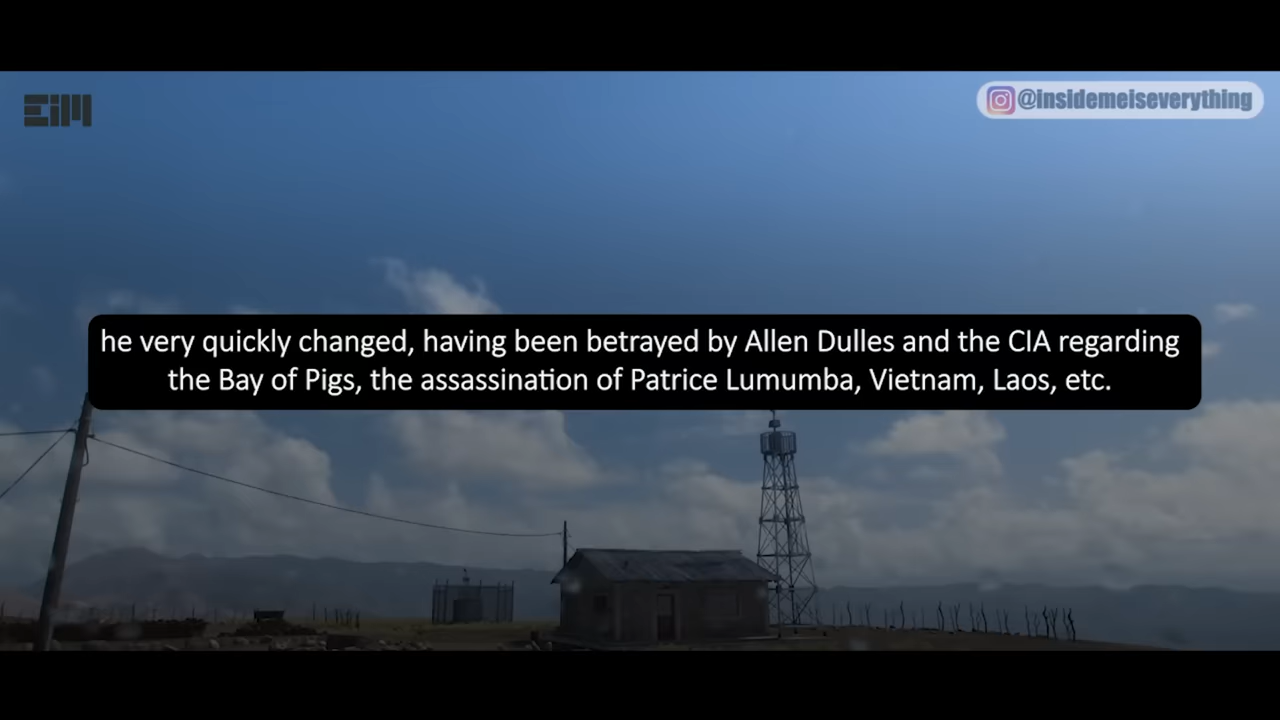 EiM
@insidemeiseverything
he very quickly changed, having been betrayed by Allen Dulles and the CIA regarding
the Bay of Pigs, the assassination of Patrice Lumumba, Vietnam, Laos, etc.